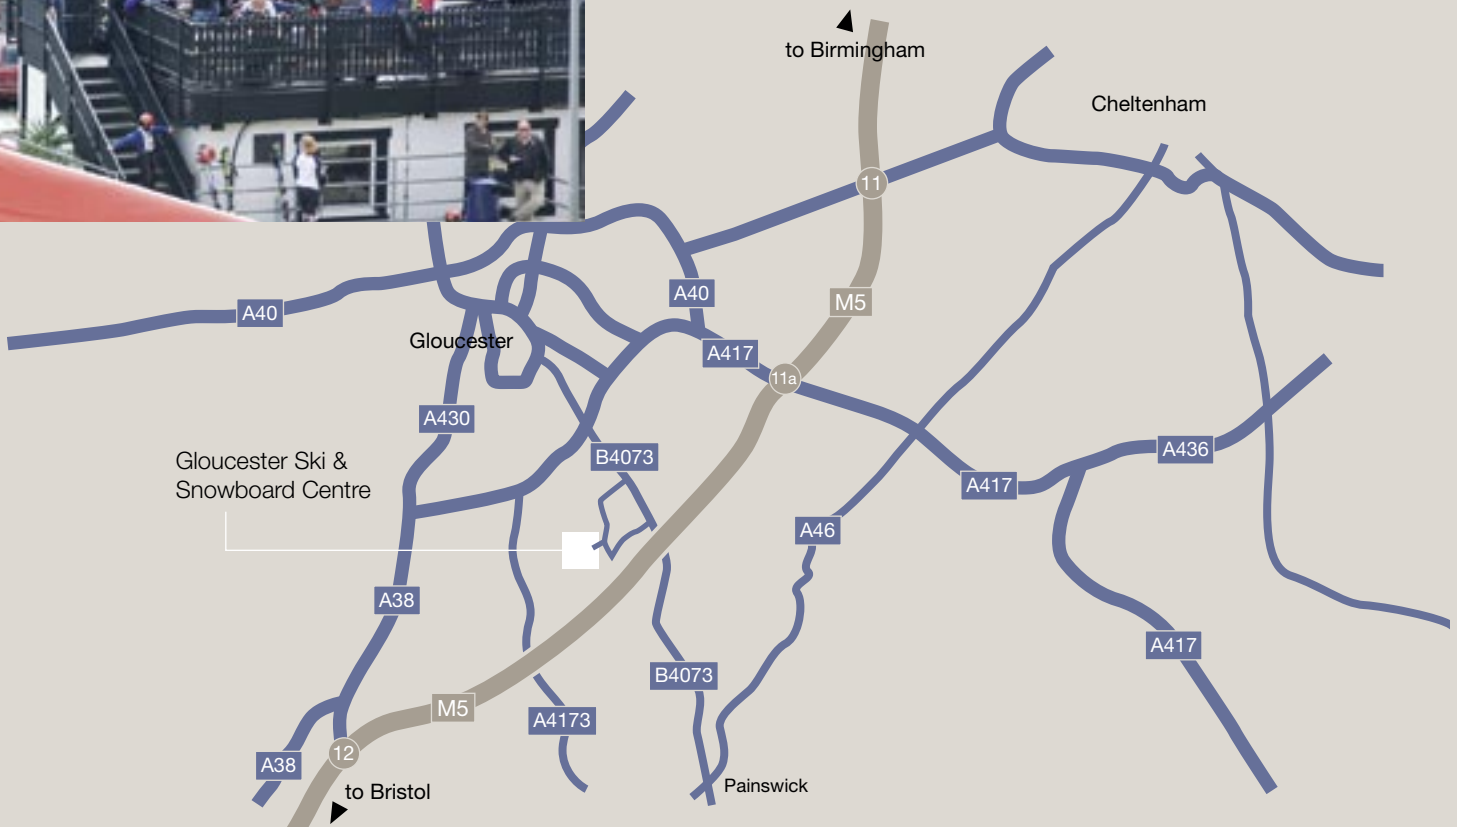 to Birmingham
Cheltenham
11
A40
M5
A40
Gloucester
A417
11a
A430
Gloucester Ski &
Snowboard Centre
B4073
A436
A417
A46
A38
A417
B4073
M5
A4173
12
A38
to Bristol
Painswick